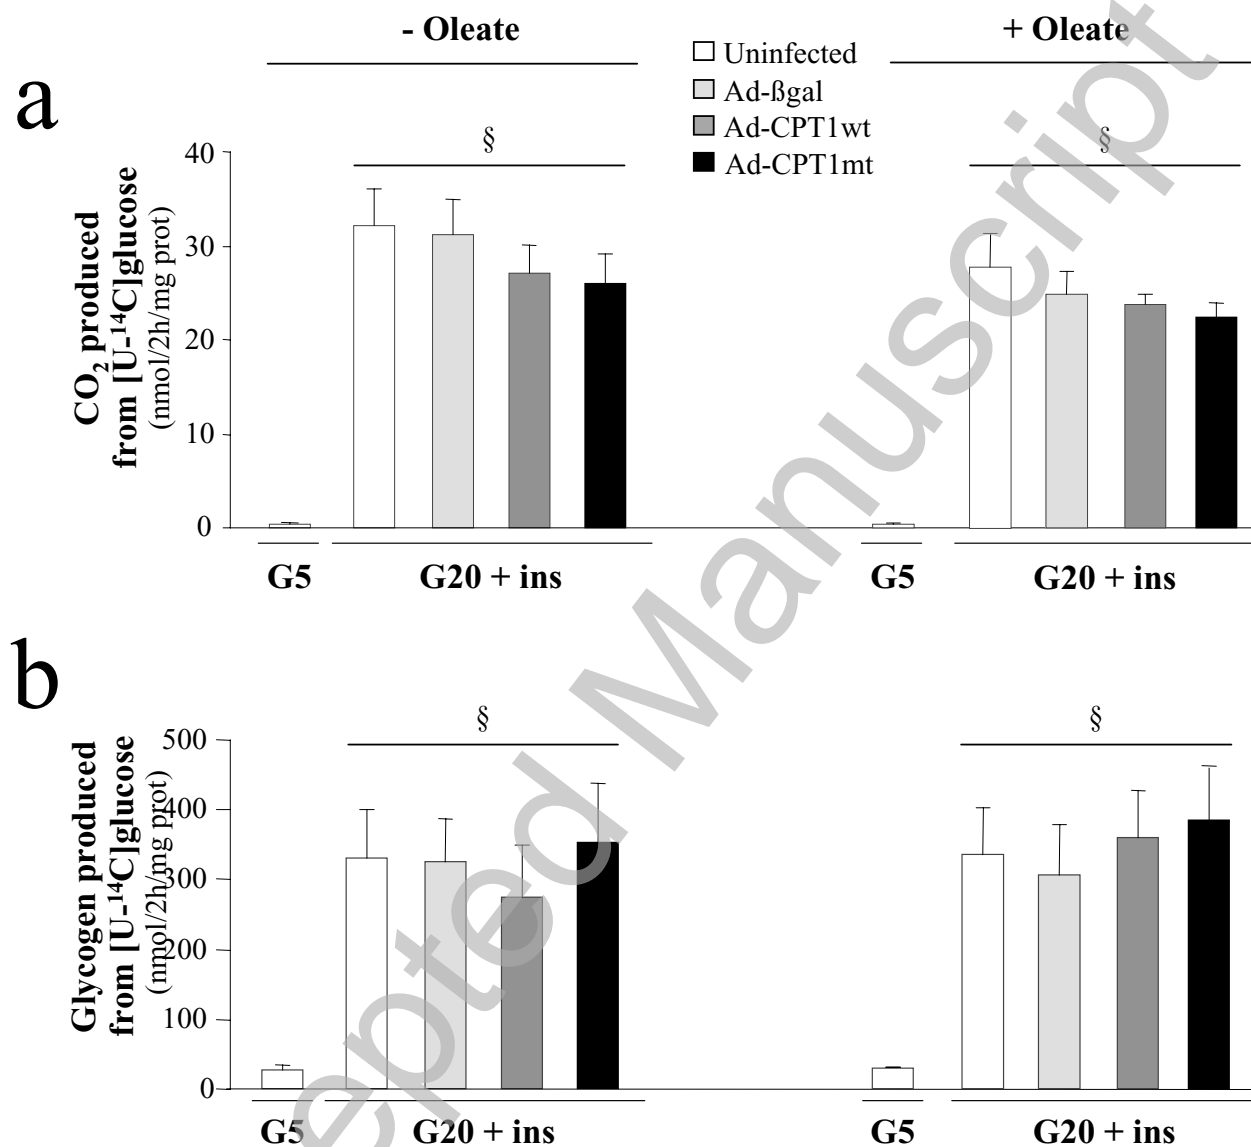 - Oleate
+ Oleate
Uninfected
Ad-ßgal
Ad-CPT1wt
Ad-CPT1mt
a
§
§
CO2 produced
from [U-14C]glucose
(nmol/2h/mg prot)
40
30
20
10
0
G5
G20 + ins
G5
G20 + ins
b
§
§
Glycogen produced
from [U-14C]glucose
(nmol/2h/mg prot)
500
400
300
200
100
0
G5
G20 + ins
G5
G20 + ins
epted Manuscript